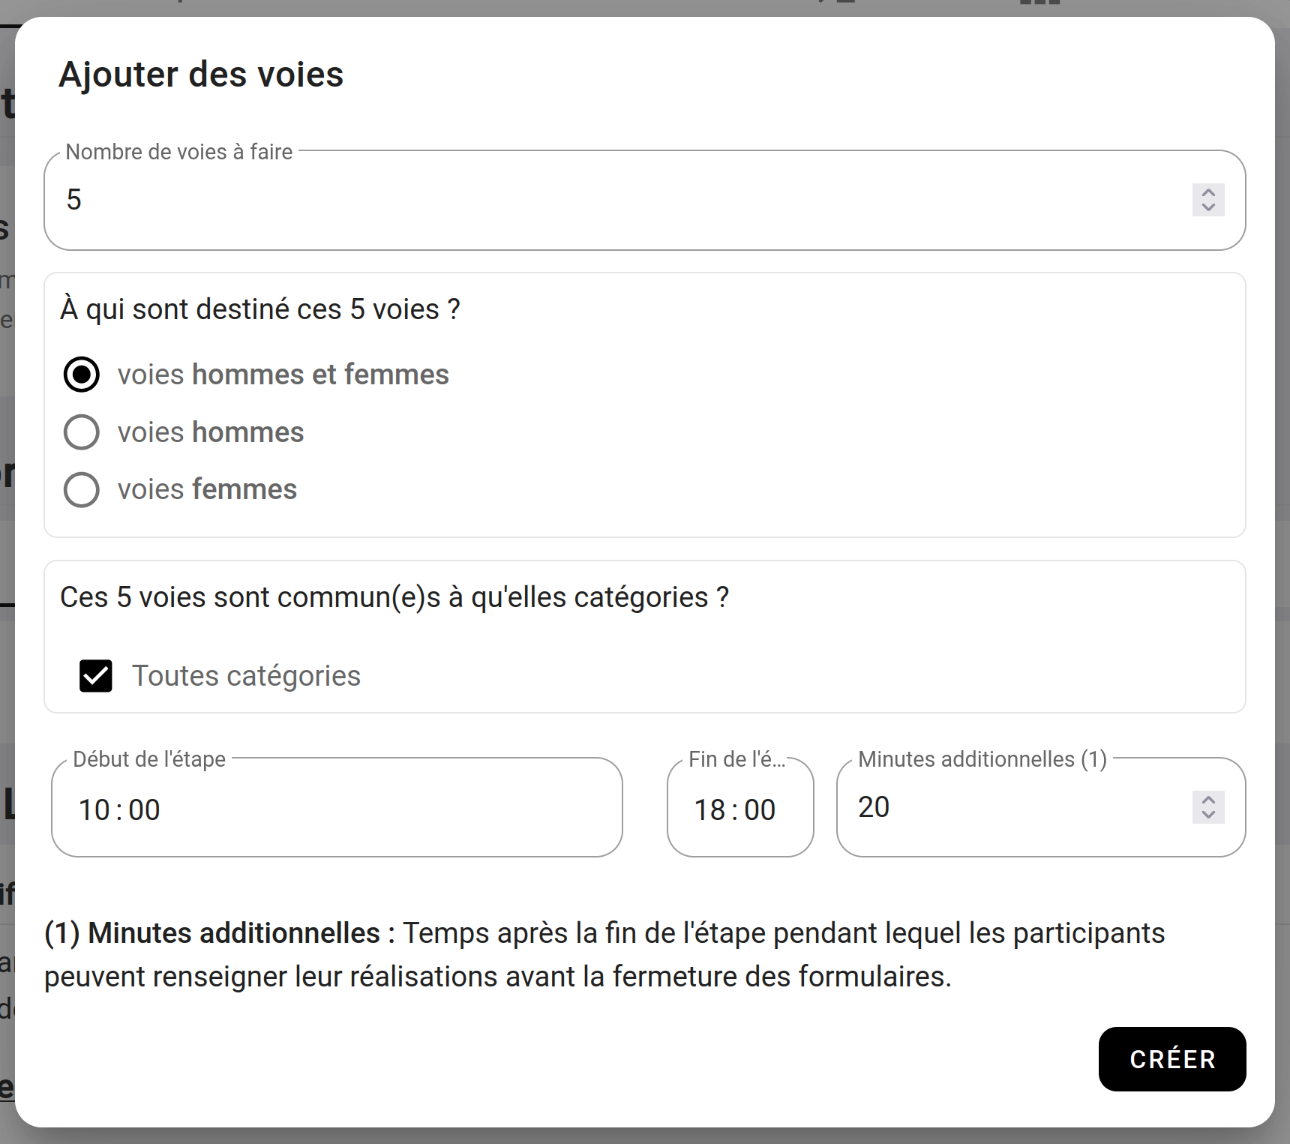 Ajouter des voies
Nombre de voies à faire
5
À qui sont destiné ces 5 voies ?
voies hommes et femmes
voies hommes
voies femmes
Ces 5 voies sont commun(e)s à qu'elles catégories ?
Toutes catégories
Début de l'étape
10:00
Fin de l'é...
18:00
Minutes additionnelles (1)
20
(1) Minutes additionnelles : Temps après la fin de l'étape pendant lequel les participants
peuvent renseigner leur réalisations avant la fermeture des formulaires.
CRÉER